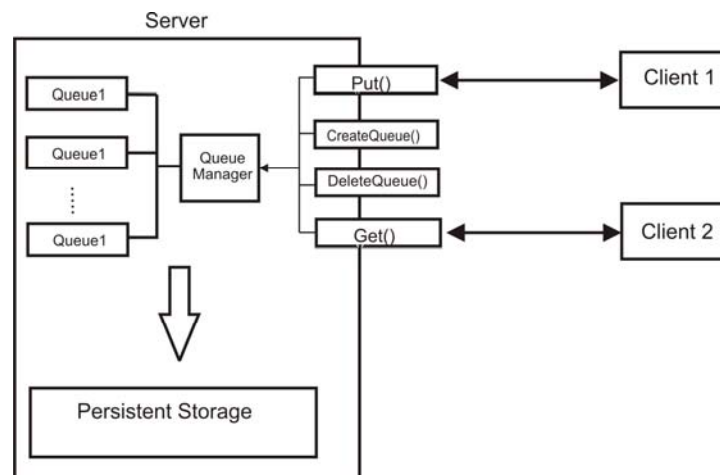 Server
Queue1
Queue1
Queue1
Queue
Manager
Put()
CreateQueue()
DeleteQueue()
Get()
Client 1
Client 2
Persistent Storage